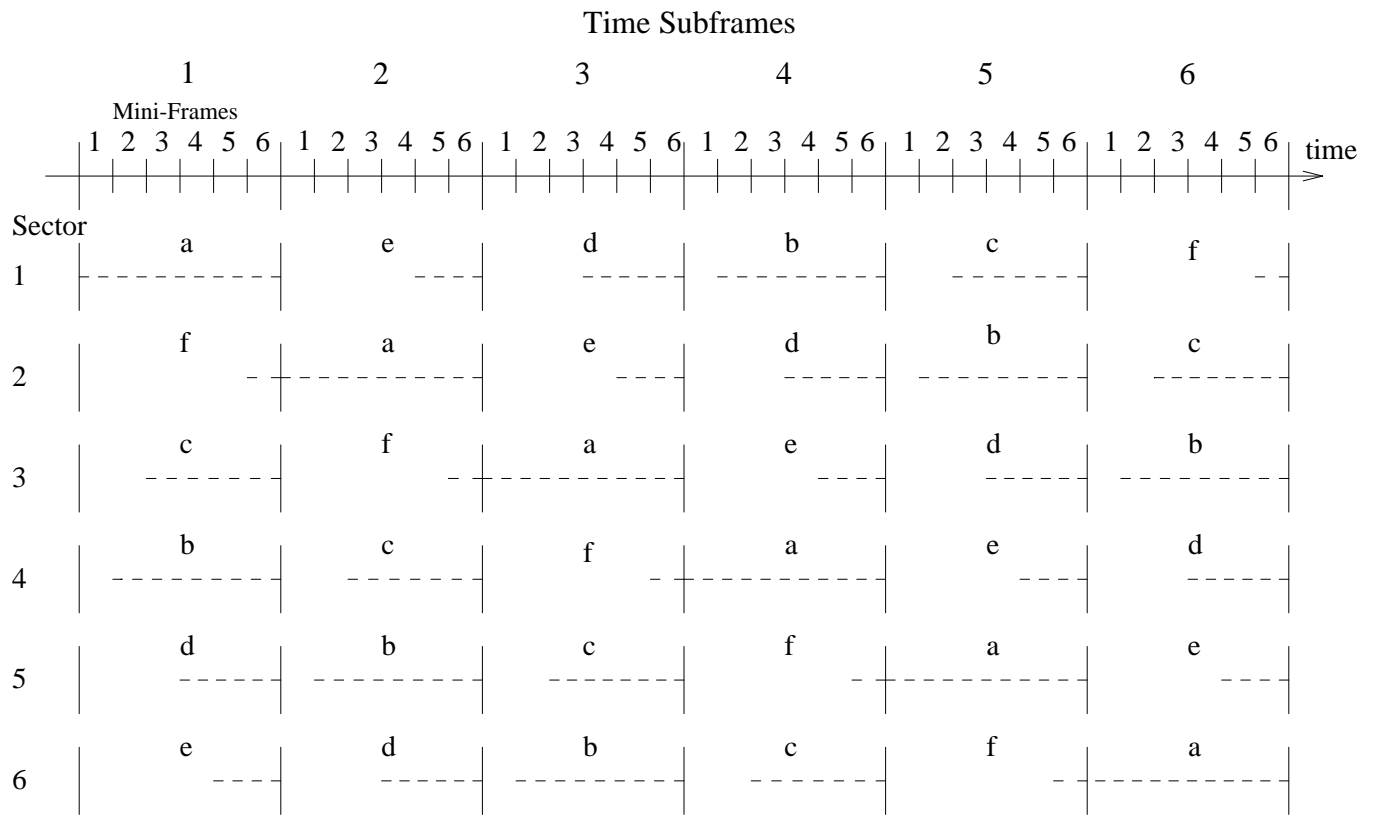 Time Subframes
1 2 3 4 5 6
Mini-Frames
1 2 3 4 5 6 1 2 3 4 5 6 1 2 3 4 5 6 1 2 3 4 5 6 1 2 3 4 5 6 1 2 3 4 5 6 time
Sector
1 a e d b c f
2 f a e d b c
3 c f a e d b
4 b c f a e d
5 d b c f a e
6 e d b c f a